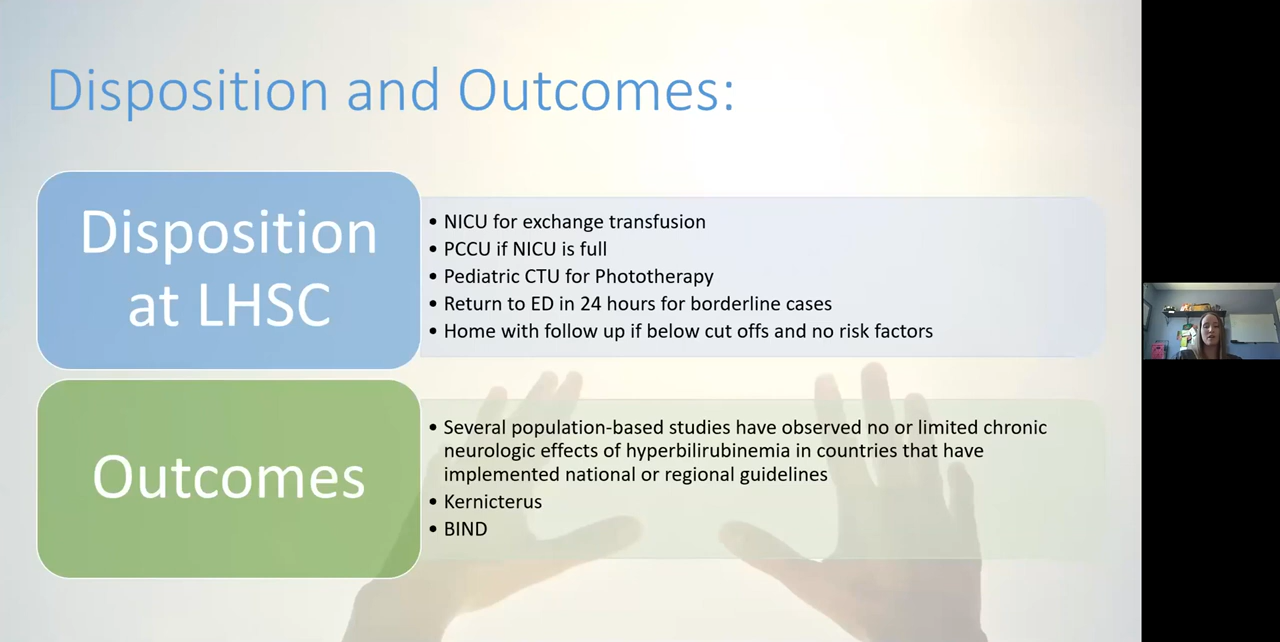 Disposition and Outcomes:
Disposition
at LHSC
• NICU for exchange transfusion
• PCCU if NICU is full
• Pediatric CTU for Phototherapy
• Return to ED in 24 hours for borderline cases
• Home with follow up if below cut offs and no risk factors
Outcomes
• Several population-based studies have observed no or limited chronic
neurologic effects of hyperbilirubinemia in countries that have
implemented national or regional guidelines
• Kernicterus
• BIND